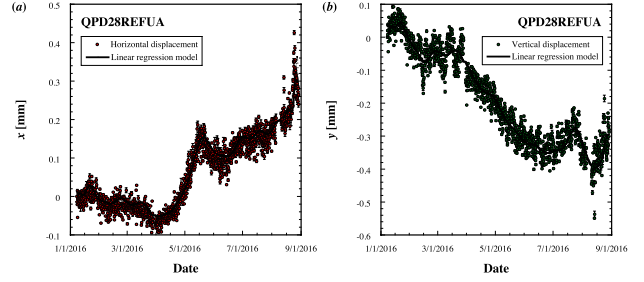 (a)
QPD28REFUA
Horizontal displacement
Linear regression model
x [mm]
0.5
0.4
0.3
0.2
0.1
0
-0.1
1/1/2016 3/1/2016 5/1/2016 7/1/2016 9/1/2016
Date
(b)
QPD28REFUA
Vertical displacement
Linear regression model
y [mm]
0.1
0
-0.1
-0.2
-0.3
-0.4
-0.5
-0.6
1/1/2016 3/1/2016 5/1/2016 7/1/2016 9/1/2016
Date